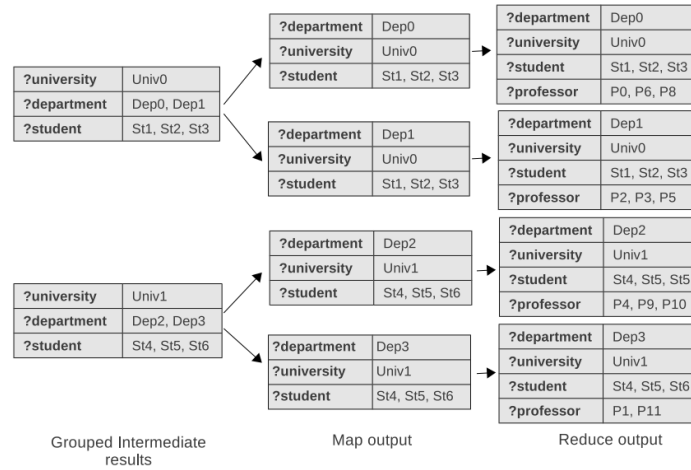 ?university Univ0
?department Dep0, Dep1
?student St1, St2, St3
?university Univ1
?department Dep2, Dep3
?student St4, St5, St6
Grouped Intermediate
results
?department Dep0
?university Univ0
?student St1, St2, St3
?department Dep1
?university Univ0
?student St1, St2, St3
?department Dep2
?university Univ1
?student St4, St5, St6
?department Dep3
?university Univ1
?student St4, St5, St6
Map output
?department Dep0
?university Univ0
?student St1, St2, St3
?professor P0, P6, P8
?department Dep1
?university Univ0
?student St1, St2, St3
?professor P2, P3, P5
?department Dep2
?university Univ1
?student St4, St5, St5
?professor P4, P9, P10
?department Dep3
?university Univ1
?student St4, St5, St6
?professor P1, P11
Reduce output